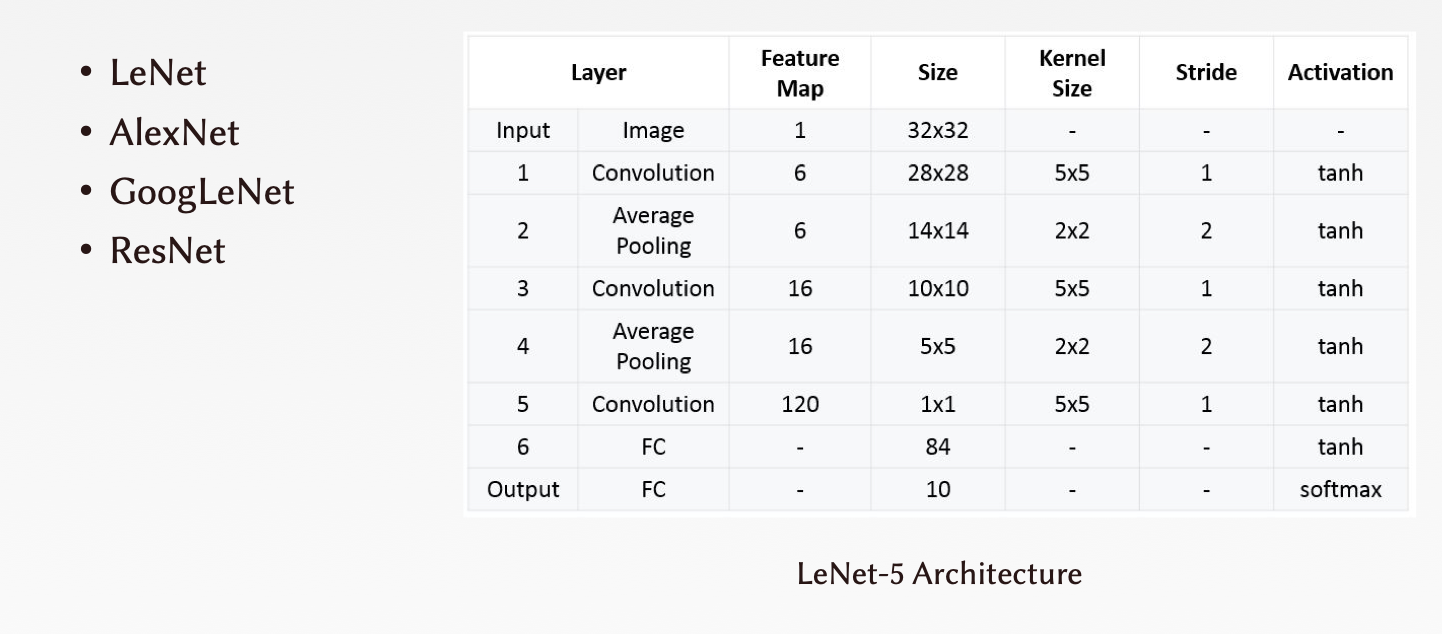 • LeNet
• AlexNet
• GoogLeNet
• ResNet
Layer Feature Map Size Kernel Size Stride Activation
Input Image 1 32x32 - - -
1 Convolution 6 28x28 5x5 1 tanh
2 Average Pooling 6 14x14 2x2 2 tanh
3 Convolution 16 10x10 5x5 1 tanh
4 Average Pooling 16 5x5 2x2 2 tanh
5 Convolution 120 1x1 5x5 1 tanh
6 FC - 84 - - tanh
Output FC - 10 - - softmax
LeNet-5 Architecture